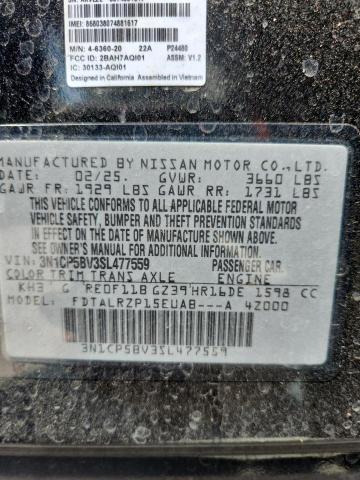 IMEI: 868038074881617
M/N: 4-6360-20 22A P24480
FCC ID: 2BAH7AQI01 ASSM: V1.2
IC: 30133-AQI01
Designed in California Assembled in Vietnam
MANUFACTURED BY NISSAN MOTOR CO.,LTD.
DATE: 02/25. GVWR: 3660 LBS
GAWR FR: 1929 LBS GAWR RR: 1731 LBS
THIS VEHICLE CONFORMS TO ALL APPLICABLE FEDERAL MOTOR
VEHICLE SAFETY, BUMPER AND THEFT PREVENTION STANDARDS
IN EFFECT ON THE DATE OF MANUFACTURE SHOWN ABOVE.
SEE OWNER'S MANUAL FOR ADDITIONAL INFORMATION.
VIN: 3N1CP5BV3SL477559 PASSENGER CAR
COLOR TRIM TRANS AXLE ENGINE
KH3 G RE0F11B GZ39 HR16DE 1598 CC
MODEL: FDTALRZP15EUAB---A 4Z000
3N1CP5BV3SL477559